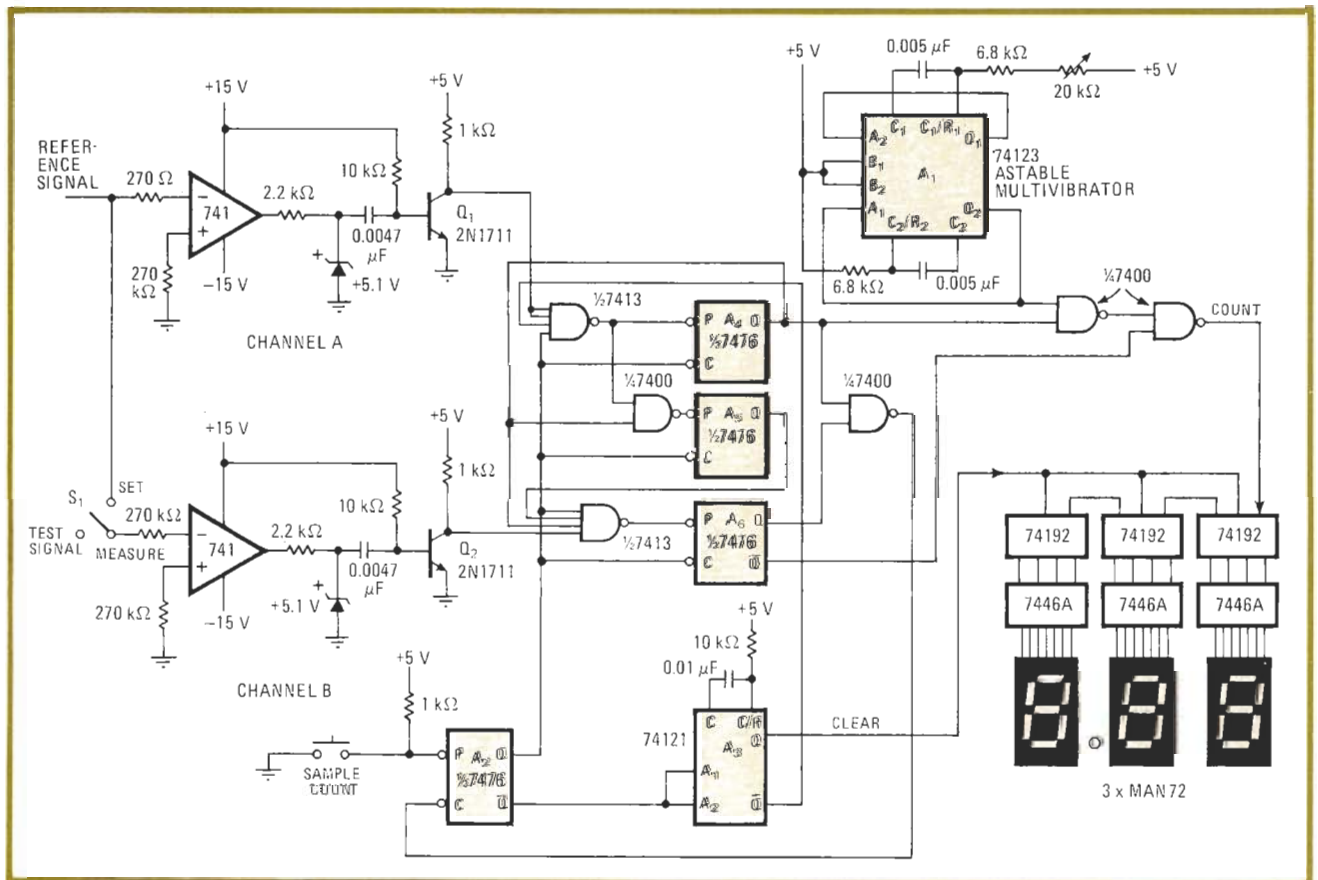 +15 V
REFER-
ENCE
SIGNAL
270 Ω
741
270
kΩ
-15 V
2.2 kΩ
10 kΩ
0.0047
μF
+
+5.1 V
+5 V
1 kΩ
Q1
2N1711
CHANNEL A
+15 V
S1
SET
TEST
SIGNAL
MEASURE
270 kΩ
741
270 kΩ
-15 V
2.2 kΩ
10 kΩ
0.0047
μF
+
+5.1 V
+5 V
1 kΩ
Q2
2N1711
CHANNEL B
+5 V
1 kΩ
SAMPLE
COUNT
P A2 Q
½7476
C Q̅
½7413
P A4 Q
½7476
C
¼7400
P A5 Q
½7476
C
½7413
P A6 Q
½7476
C Q̅
¼7400
+5 V
10 kΩ
0.01 μF
74121
C C/R
Q
A3
A1
A2 Q̅
CLEAR
+5 V
0.005 μF
6.8 kΩ
20 kΩ
+5 V
C1 C1/R1
A2 Q̅1
B1
B2 A1
A1 Q2
C2/R2 C2
74123
ASTABLE
MULTIVIBRATOR
6.8 kΩ
0.005 μF
¼7400
COUNT
74192 74192 74192
7446A 7446A 7446A
8.88
3 x MAN 72